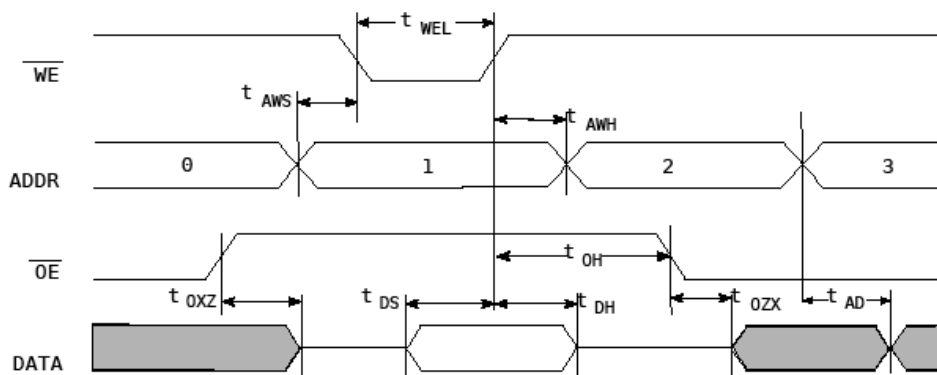 t WEL
WE
t AWS
t AWH
ADDR 0 1 2 3
OE
t OH
t OXZ t DS t DH t OZX t AD
DATA